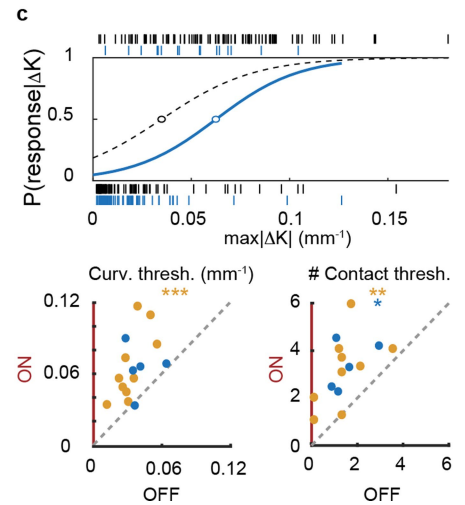 c
P(response|ΔK)
1
0.5
0
0 0.05 0.1 0.15
max|ΔK| (mm⁻¹)
Curv. thresh. (mm⁻¹)
***
0.12
0.06
0
ON
0 0.06 0.12
OFF
# Contact thresh.
**
*
6
4
2
0
ON
0 2 4 6
OFF